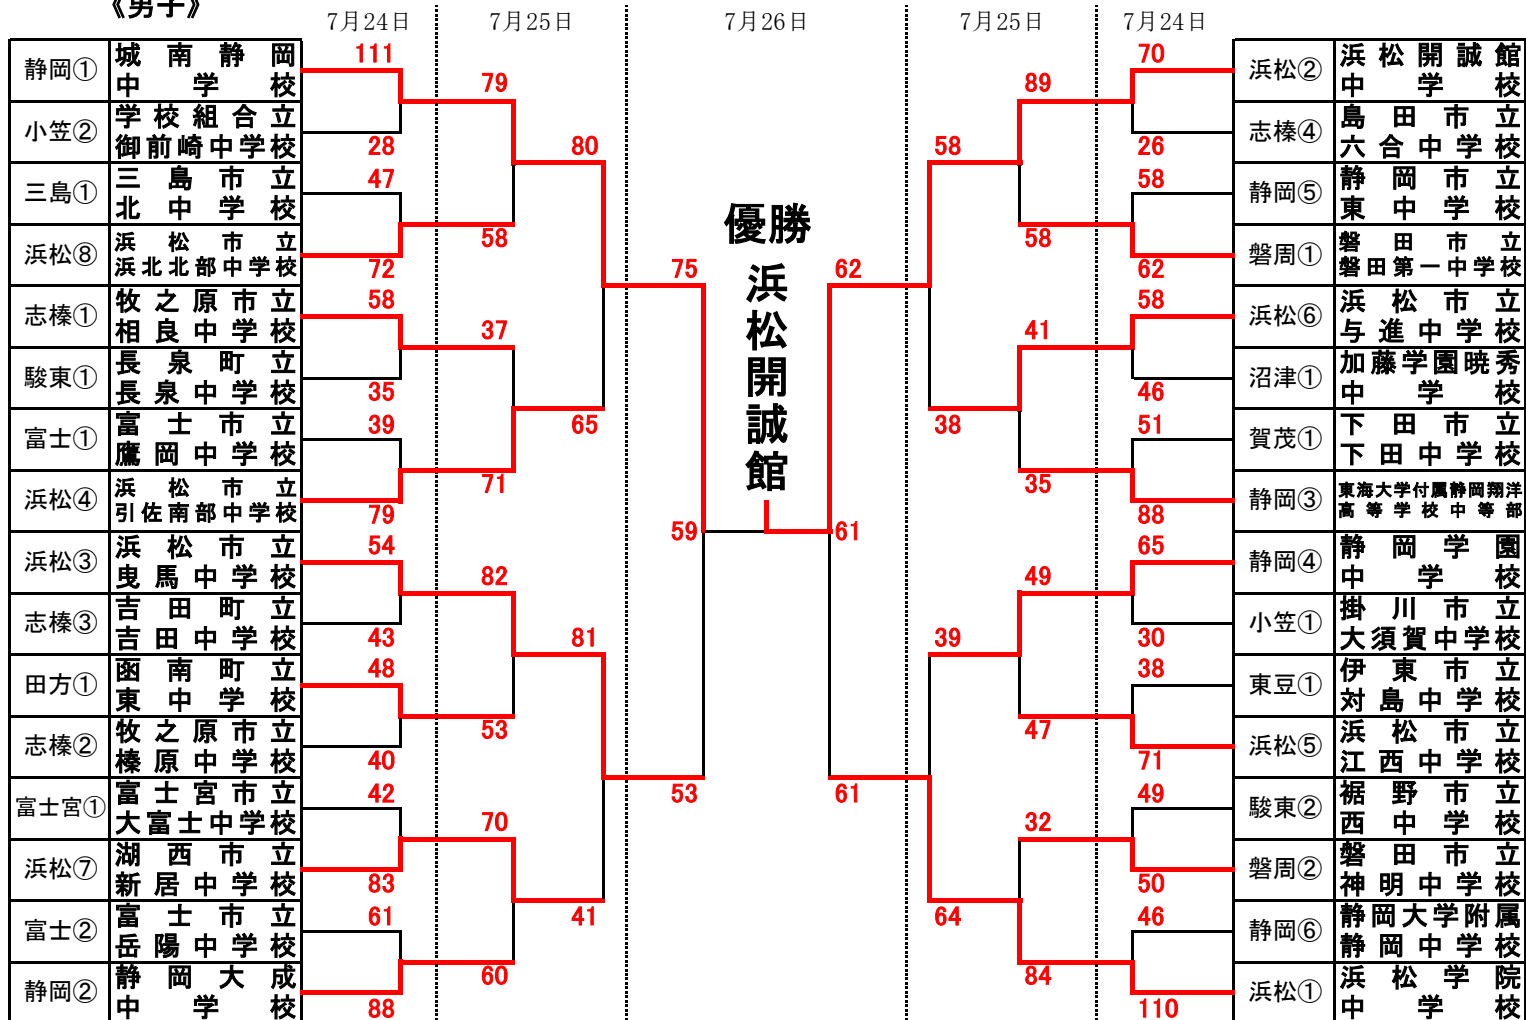 《男子》
7月24日 7月25日 7月26日 7月25日 7月24日
静岡① 城南静岡
中学校
111
小笠② 学校組合立
御前崎中学校
28
三島① 三島市立
北中学校
47
浜松⑧ 浜松市立
浜北北部中学校
72
志榛① 牧之原市立
相良中学校
58
駿東① 長泉町立
長泉中学校
35
富士① 富士市立
鷹岡中学校
39
浜松④ 浜松市立
引佐南部中学校
79
浜松③ 浜松市立
曳馬中学校
54
志榛③ 吉田町立
吉田中学校
43
田方① 函南町立
東中学校
48
志榛② 牧之原市立
榛原中学校
40
富士宮① 富士宮市立
大富士中学校
42
浜松⑦ 湖西市立
新居中学校
83
富士② 富士市立
岳陽中学校
61
静岡② 静岡大成
中学校
88
79
58
37
71
82
53
70
60
80
65
81
41
75
53
59
優勝
浜松開誠館
61
62
61
58
38
39
64
89
58
41
35
49
47
32
84
70
浜松② 浜松開誠館
中学校
26
志榛④ 島田市立
六合中学校
58
静岡⑤ 静岡市立
東中学校
62
磐周① 磐田市立
磐田第一中学校
58
浜松⑥ 浜松市立
与進中学校
46
沼津① 加藤学園暁秀
中学校
51
賀茂① 下田市立
下田中学校
88
静岡③ 東海大学付属静岡翔洋
高等学校中等部
65
静岡④ 静岡学園
中学校
30
小笠① 掛川市立
大須賀中学校
38
東豆① 伊東市立
対島中学校
71
浜松⑤ 浜松市立
江西中学校
49
駿東② 裾野市立
西中学校
50
磐周② 磐田市立
神明中学校
46
静岡⑥ 静岡大学附属
静岡中学校
110
浜松① 浜松学院
中学校